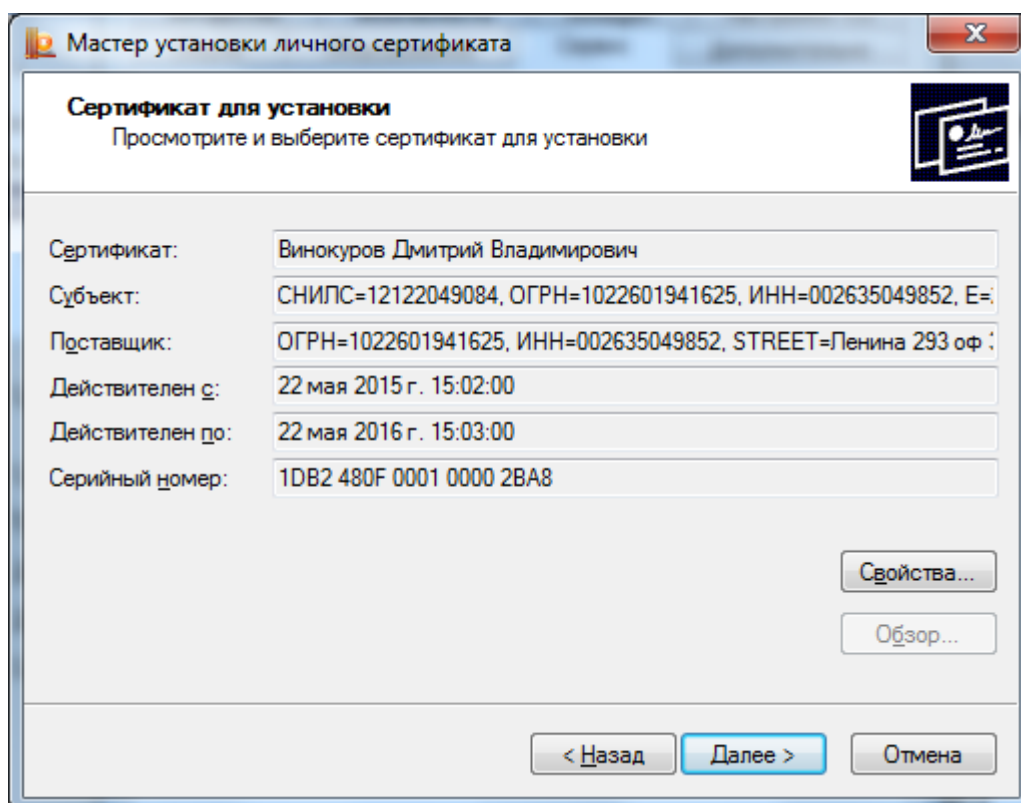 Мастер установки личного сертификата
Сертификат для установки
Просмотрите и выберите сертификат для установки
Сертификат: Винокуров Дмитрий Владимирович
Субъект: СНИЛС=12122049084, ОГРН=1022601941625, ИНН=002635049852, E=
Поставщик: ОГРН=1022601941625, ИНН=002635049852, STREET=Ленина 293 оф
Действителен с: 22 мая 2015 г. 15:02:00
Действителен по: 22 мая 2016 г. 15:03:00
Серийный номер: 1DB2 480F 0001 0000 2BA8
Свойства...
Обзор...
< Назад Далее > Отмена